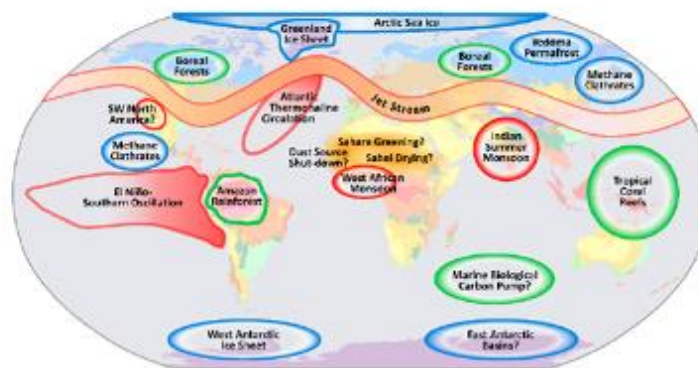 Arctic Sea Ice
Greenland
Ice Sheet
Boreal
Forests
Boreal
Forests
Yedoma
Permafrost
Methane
Clathrates
Jet Stream
SW North
America?
Atlantic
Thermohaline
Circulation
Methane
Clathrates
Sahara Greening?
Dust Source
Shut-down?
Sahel Drying?
West African
Monsoon
Indian
Summer
Monsoon
El Niño-
Southern Oscillation
Amazon
Rainforest
Tropical
Coral
Reefs
Marine Biological
Carbon Pump?
West Antarctic
Ice Sheet
East Antarctic
Basins?